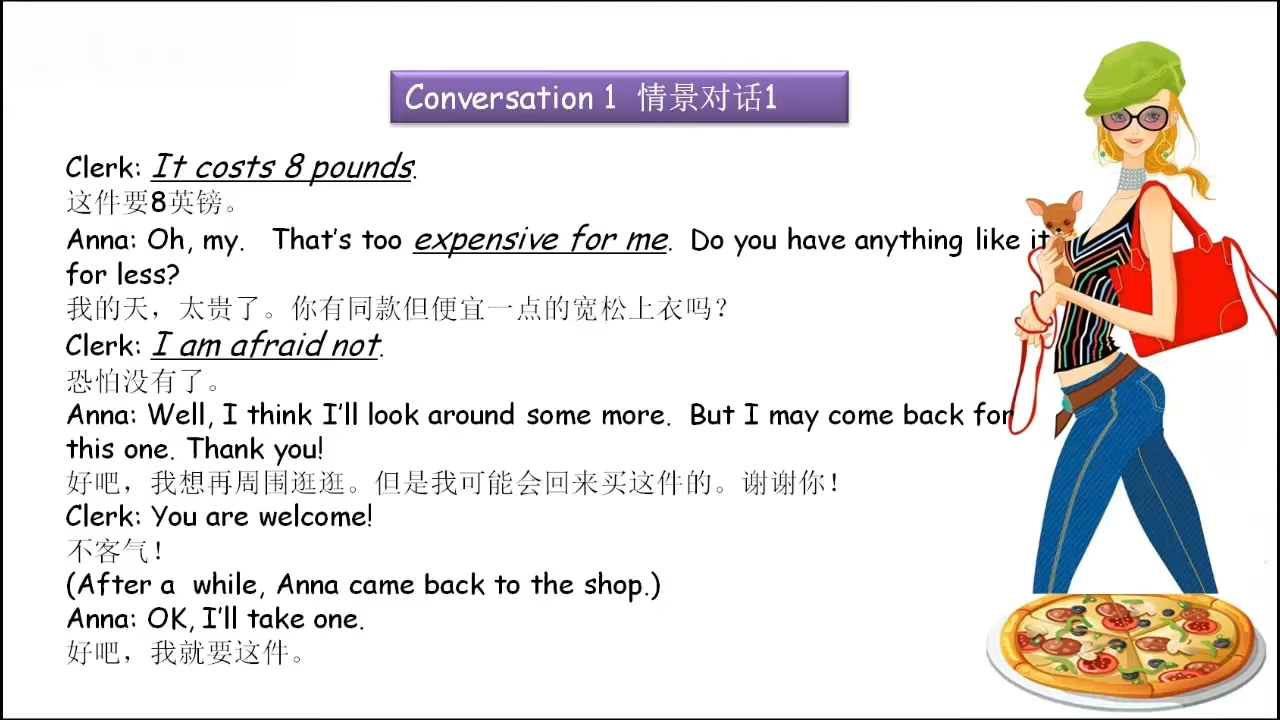 Conversation 1 情景对话1
Clerk: It costs 8 pounds.
这件要8英镑。
Anna: Oh, my. That's too expensive for me. Do you have anything like it
for less?
我的天，太贵了。你有同款但便宜一点的宽松上衣吗？
Clerk: I am afraid not.
恐怕没有了。
Anna: Well, I think I'll look around some more. But I may come back for
this one. Thank you!
好吧，我想再周围逛逛。但是我可能会回来买这件的。谢谢你！
Clerk: You are welcome!
不客气！
(After a while, Anna came back to the shop.)
Anna: OK, I'll take one.
好吧，我就要这件。